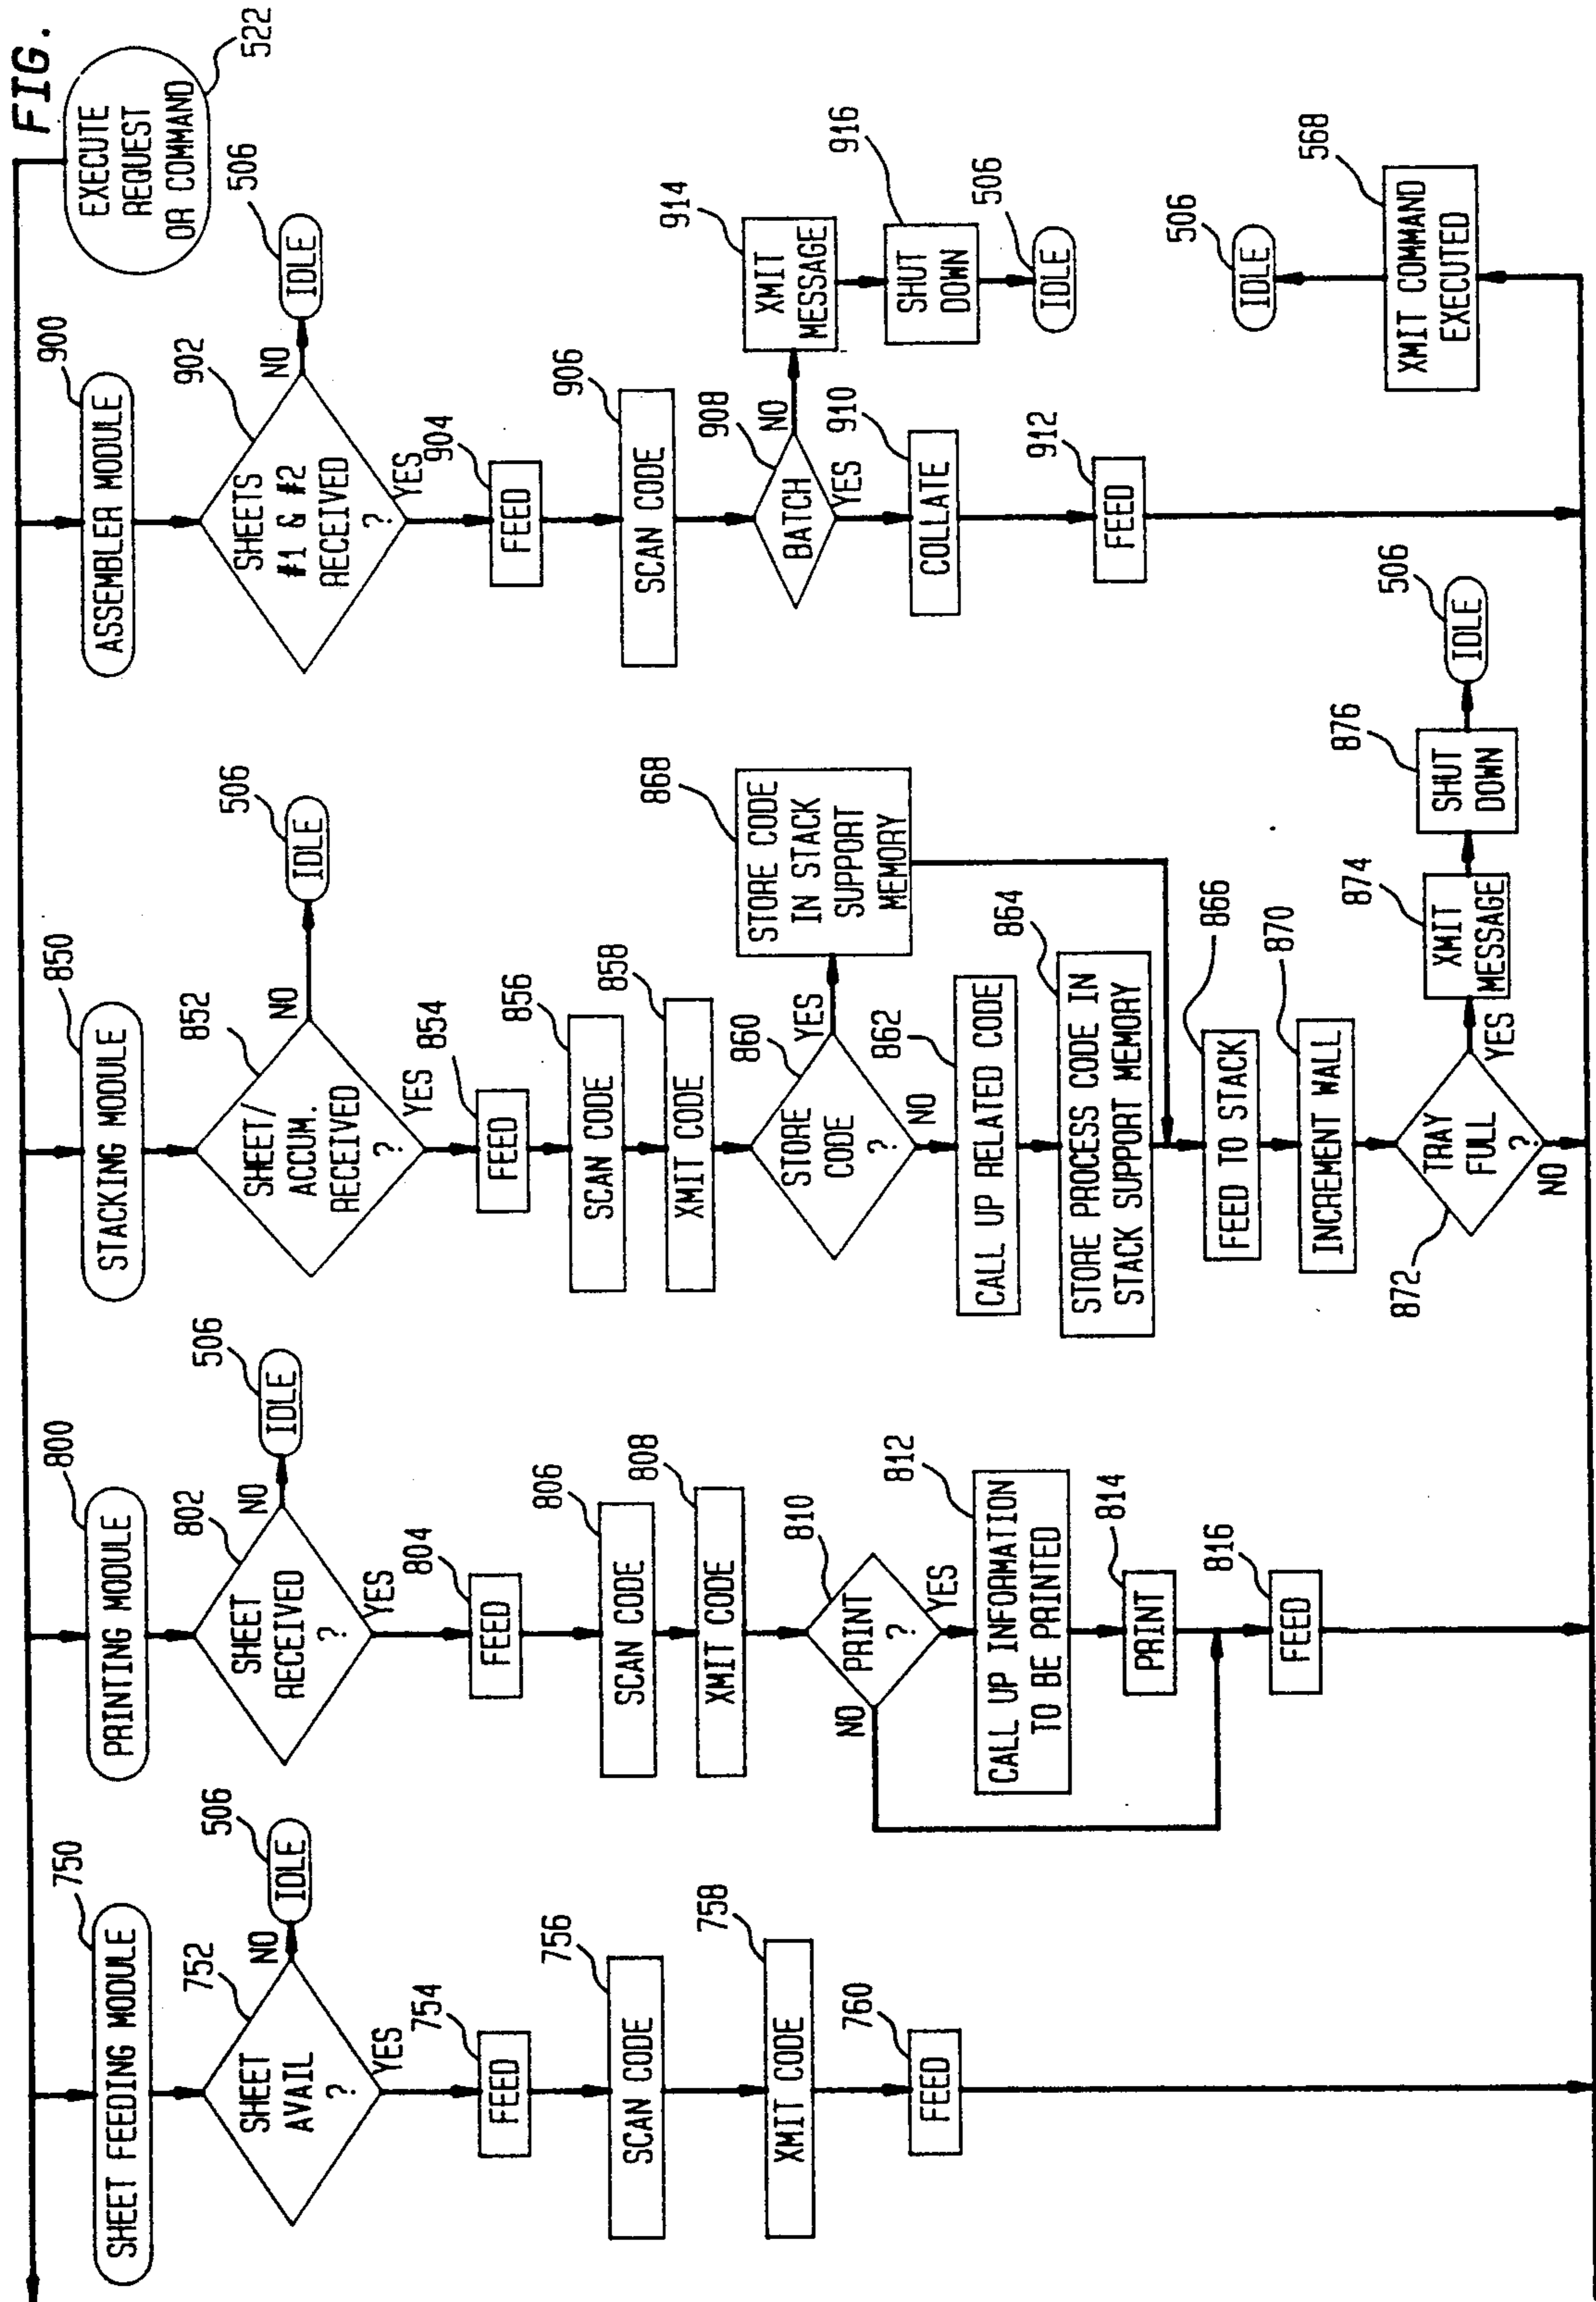 FIG.
EXECUTE
REQUEST
OR COMMAND
522
SHEET FEEDING MODULE
750
SHEET
AVAIL
?
752
NO
IDLE
506
YES
FEED
754
SCAN CODE
756
XMIT CODE
758
FEED
760
PRINTING MODULE
800
SHEET
RECEIVED
?
802
NO
IDLE
506
YES
FEED
804
SCAN CODE
806
XMIT CODE
808
PRINT
?
810
NO
YES
CALL UP INFORMATION
TO BE PRINTED
812
PRINT
814
FEED
816
STACKING MODULE
850
SHEET/
ACCUM.
RECEIVED
?
852
NO
IDLE
506
YES
FEED
854
SCAN CODE
856
XMIT CODE
858
STORE
CODE
?
860
YES
STORE CODE
IN STACK
SUPPORT
MEMORY
868
NO
CALL UP RELATED CODE
862
STORE PROCESS CODE IN
STACK SUPPORT MEMORY
864
FEED TO STACK
866
INCREMENT WALL
870
TRAY
FULL
?
872
YES
XMIT
MESSAGE
874
SHUT
DOWN
876
IDLE
506
NO
ASSEMBLER MODULE
900
SHEETS
#1 & #2
RECEIVED
?
902
NO
IDLE
506
YES
FEED
904
SCAN CODE
906
BATCH
908
NO
XMIT
MESSAGE
914
SHUT
DOWN
916
IDLE
506
YES
COLLATE
910
FEED
912
IDLE
506
XMIT COMMAND
EXECUTED
568